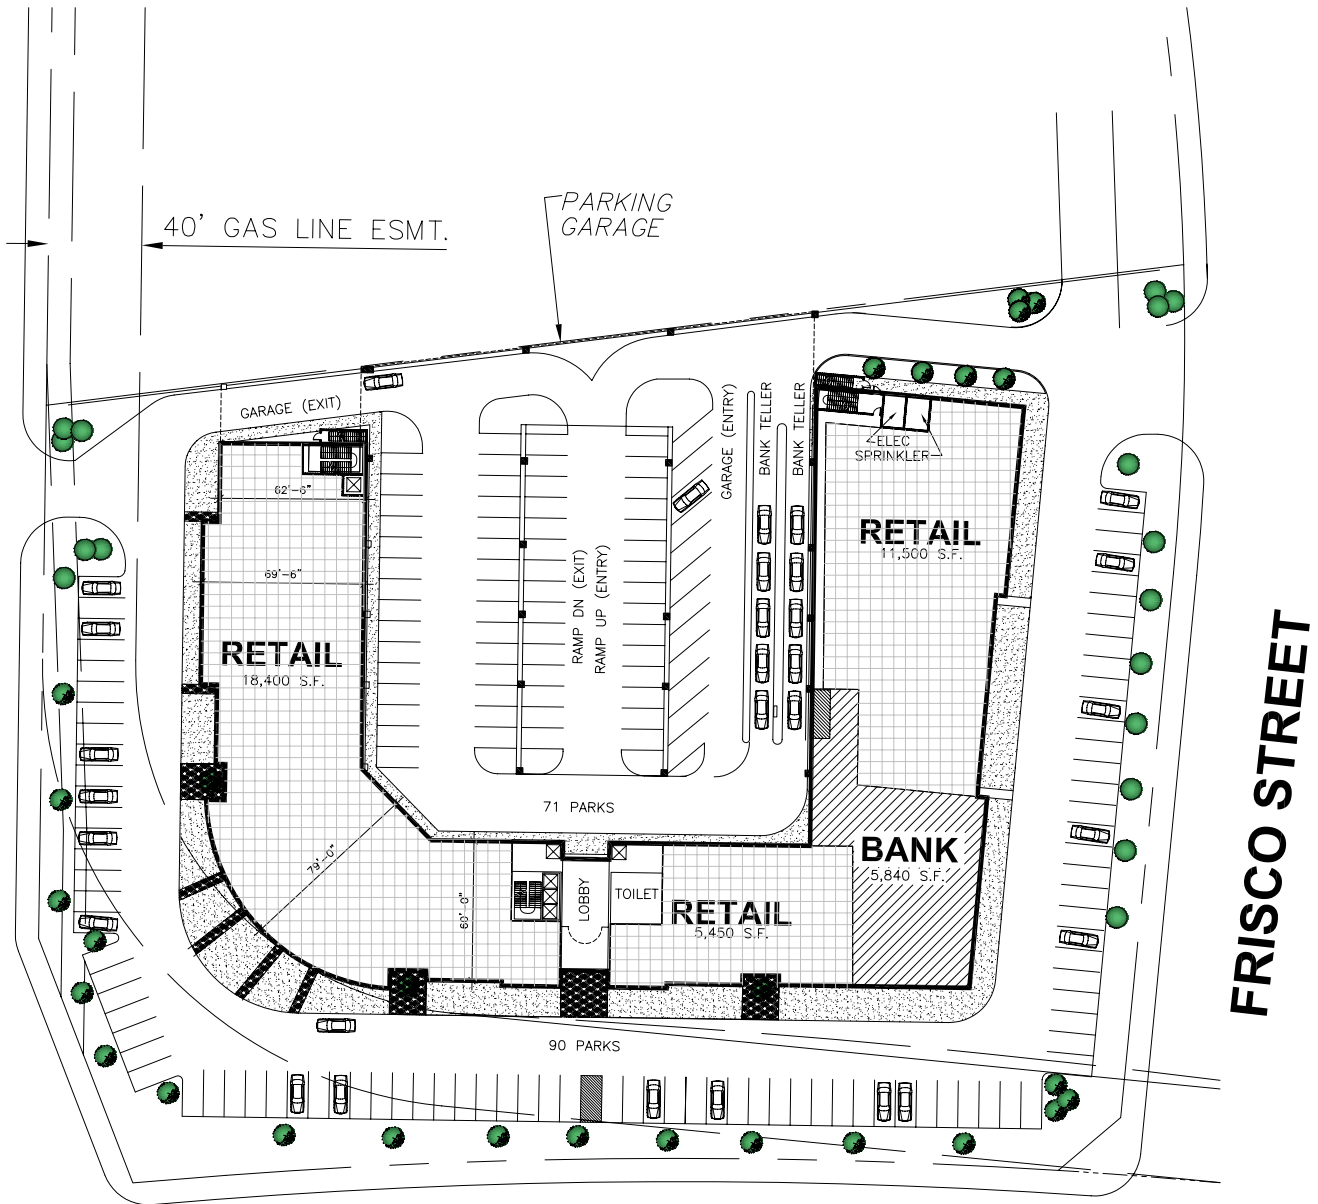 40' GAS LINE ESMT.
PARKING
GARAGE
GARAGE (EXIT)
GARAGE (ENTRY)
BANK TELLER
BANK TELLER
ELEC
SPRINKLER
62'-6"
69'-6"
RETAIL
18,400 S.F.
RAMP DN (EXIT)
RAMP UP (ENTRY)
RETAIL
11,500 S.F.
71 PARKS
79'-0"
60'-0"
LOBBY
TOILET
RETAIL
5,450 S.F.
BANK
5,840 S.F.
90 PARKS
FRISCO STREET